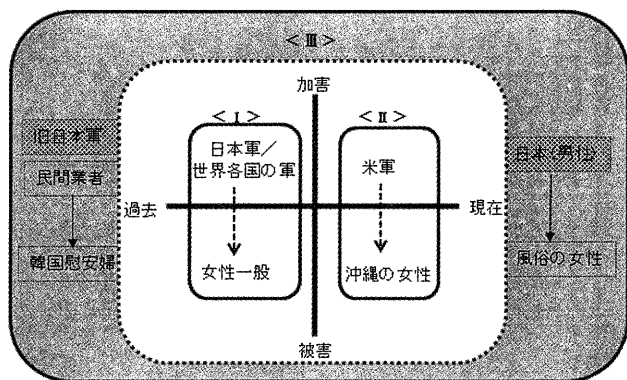 ＜Ⅲ＞
加害
＜Ⅰ＞
＜Ⅱ＞
旧日本軍
民間業者
韓国慰安婦
日本軍／
世界各国の軍
米軍
日本（男性）
過去
現在
女性一般
沖縄の女性
風俗の女性
被害